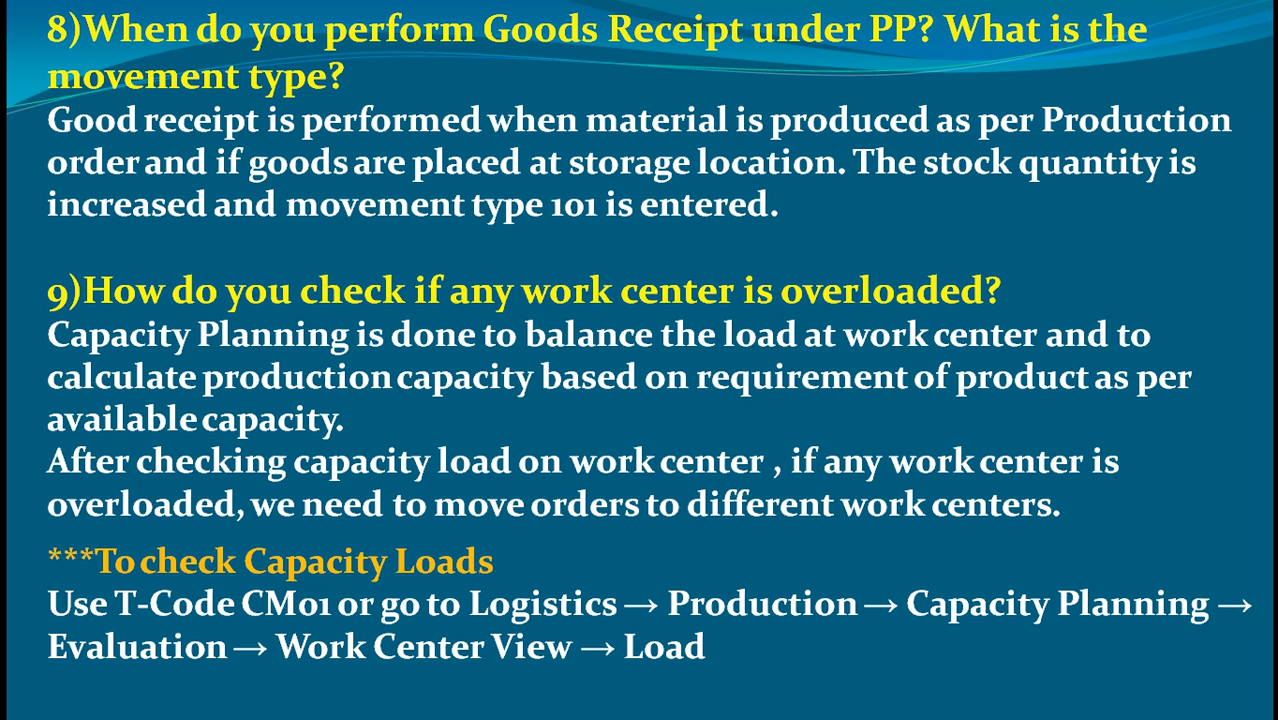 8)When do you perform Goods Receipt under PP? What is the
movement type?
Good receipt is performed when material is produced as per Production
order and if goods are placed at storage location. The stock quantity is
increased and movement type 101 is entered.
9)How do you check if any work center is overloaded?
Capacity Planning is done to balance the load at work center and to
calculate production capacity based on requirement of product as per
available capacity.
After checking capacity load on work center , if any work center is
overloaded, we need to move orders to different work centers.
***To check Capacity Loads
Use T-Code CM01 or go to Logistics → Production → Capacity Planning →
Evaluation → Work Center View → Load